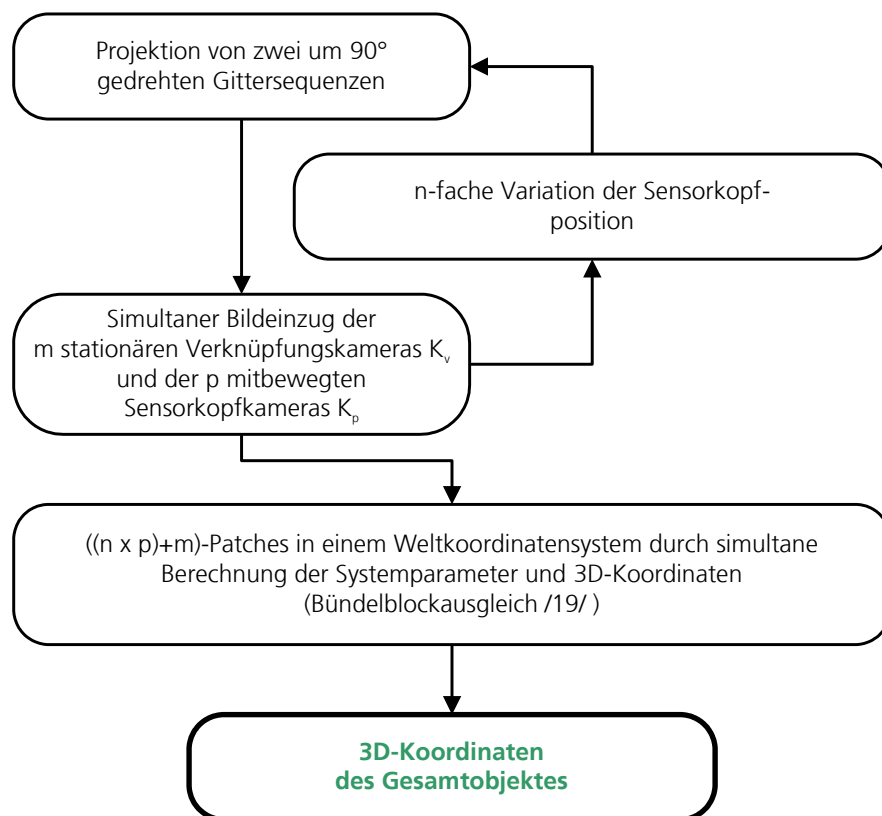 Projektion von zwei um 90°
gedrehten Gittersequenzen
n-fache Variation der Sensorkopf-
position
Simultaner Bildeinzug der
m stationären Verknüpfungskameras Kv
und der p mitbewegten
Sensorkopfkameras Kp
((n x p)+m)-Patches in einem Weltkoordinatensystem durch simultane
Berechnung der Systemparameter und 3D-Koordinaten
(Bündelblockausgleich /19/ )
3D-Koordinaten
des Gesamtobjektes